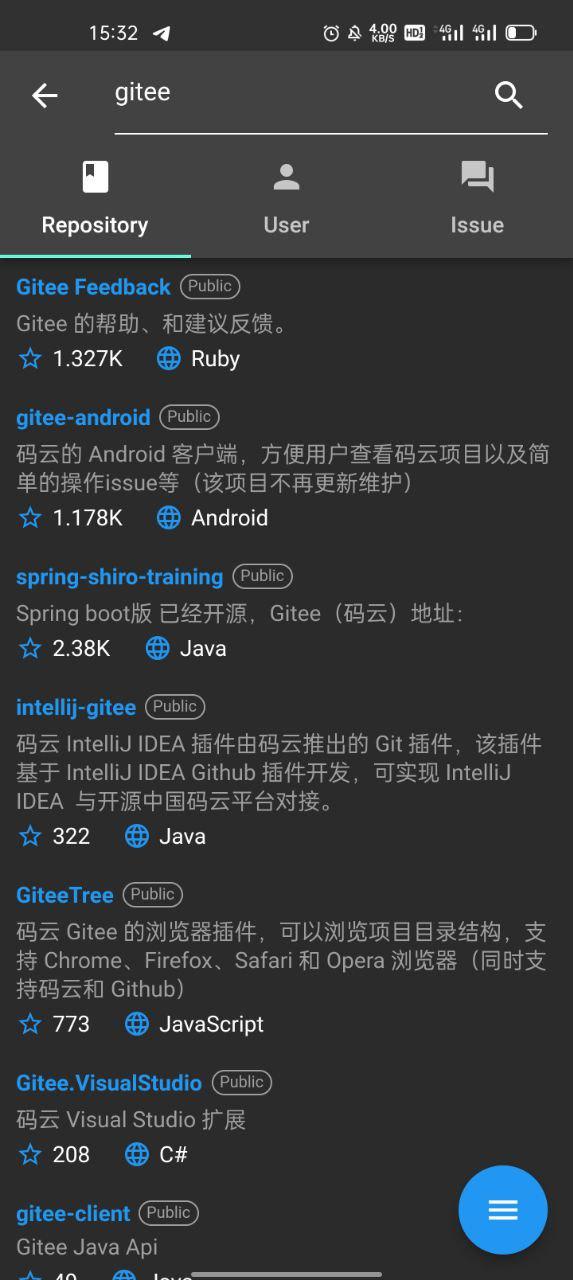 15:32 4.00 KB/S HD 4G 4G
gitee
Repository User Issue
Gitee Feedback Public
Gitee 的帮助、和建议反馈。
1.327K Ruby
gitee-android Public
码云的 Android 客户端，方便用户查看码云项目以及简
单的操作issue等（该项目不再更新维护）
1.178K Android
spring-shiro-training Public
Spring boot版 已经开源，Gitee（码云）地址：
2.38K Java
intellij-gitee Public
码云 IntelliJ IDEA 插件由码云推出的 Git 插件，该插件
基于 IntelliJ IDEA Github 插件开发，可实现 IntelliJ
IDEA 与开源中国码云平台对接。
322 Java
GiteeTree Public
码云 Gitee 的浏览器插件，可以浏览项目目录结构，支
持 Chrome、Firefox、Safari 和 Opera 浏览器（同时支
持码云和 Github）
773 JavaScript
Gitee.VisualStudio Public
码云 Visual Studio 扩展
208 C#
gitee-client Public
Gitee Java Api
Java